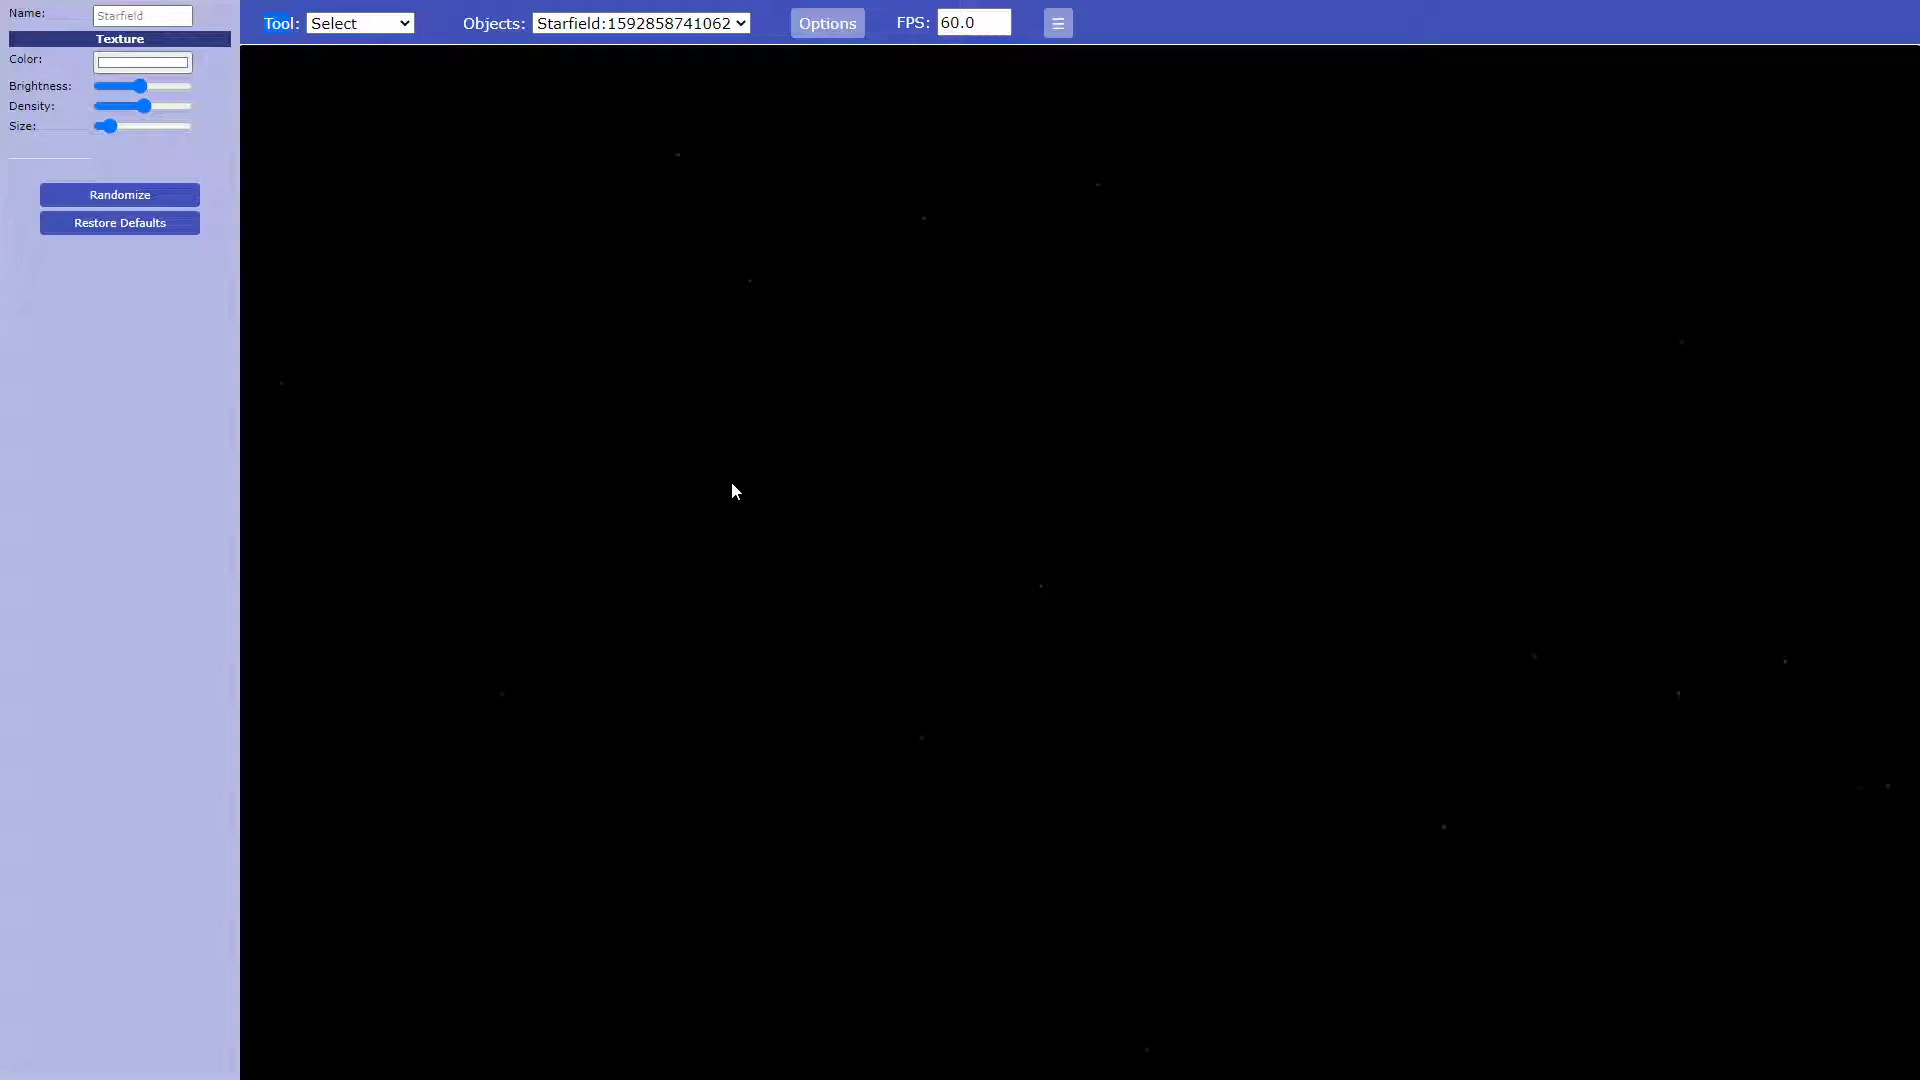 Name: Starfield
Texture
Color:
Brightness:
Density:
Size:
Randomize
Restore Defaults
Tool: Select Objects: Starfield:1592858741062 Options FPS: 60.0 ☰